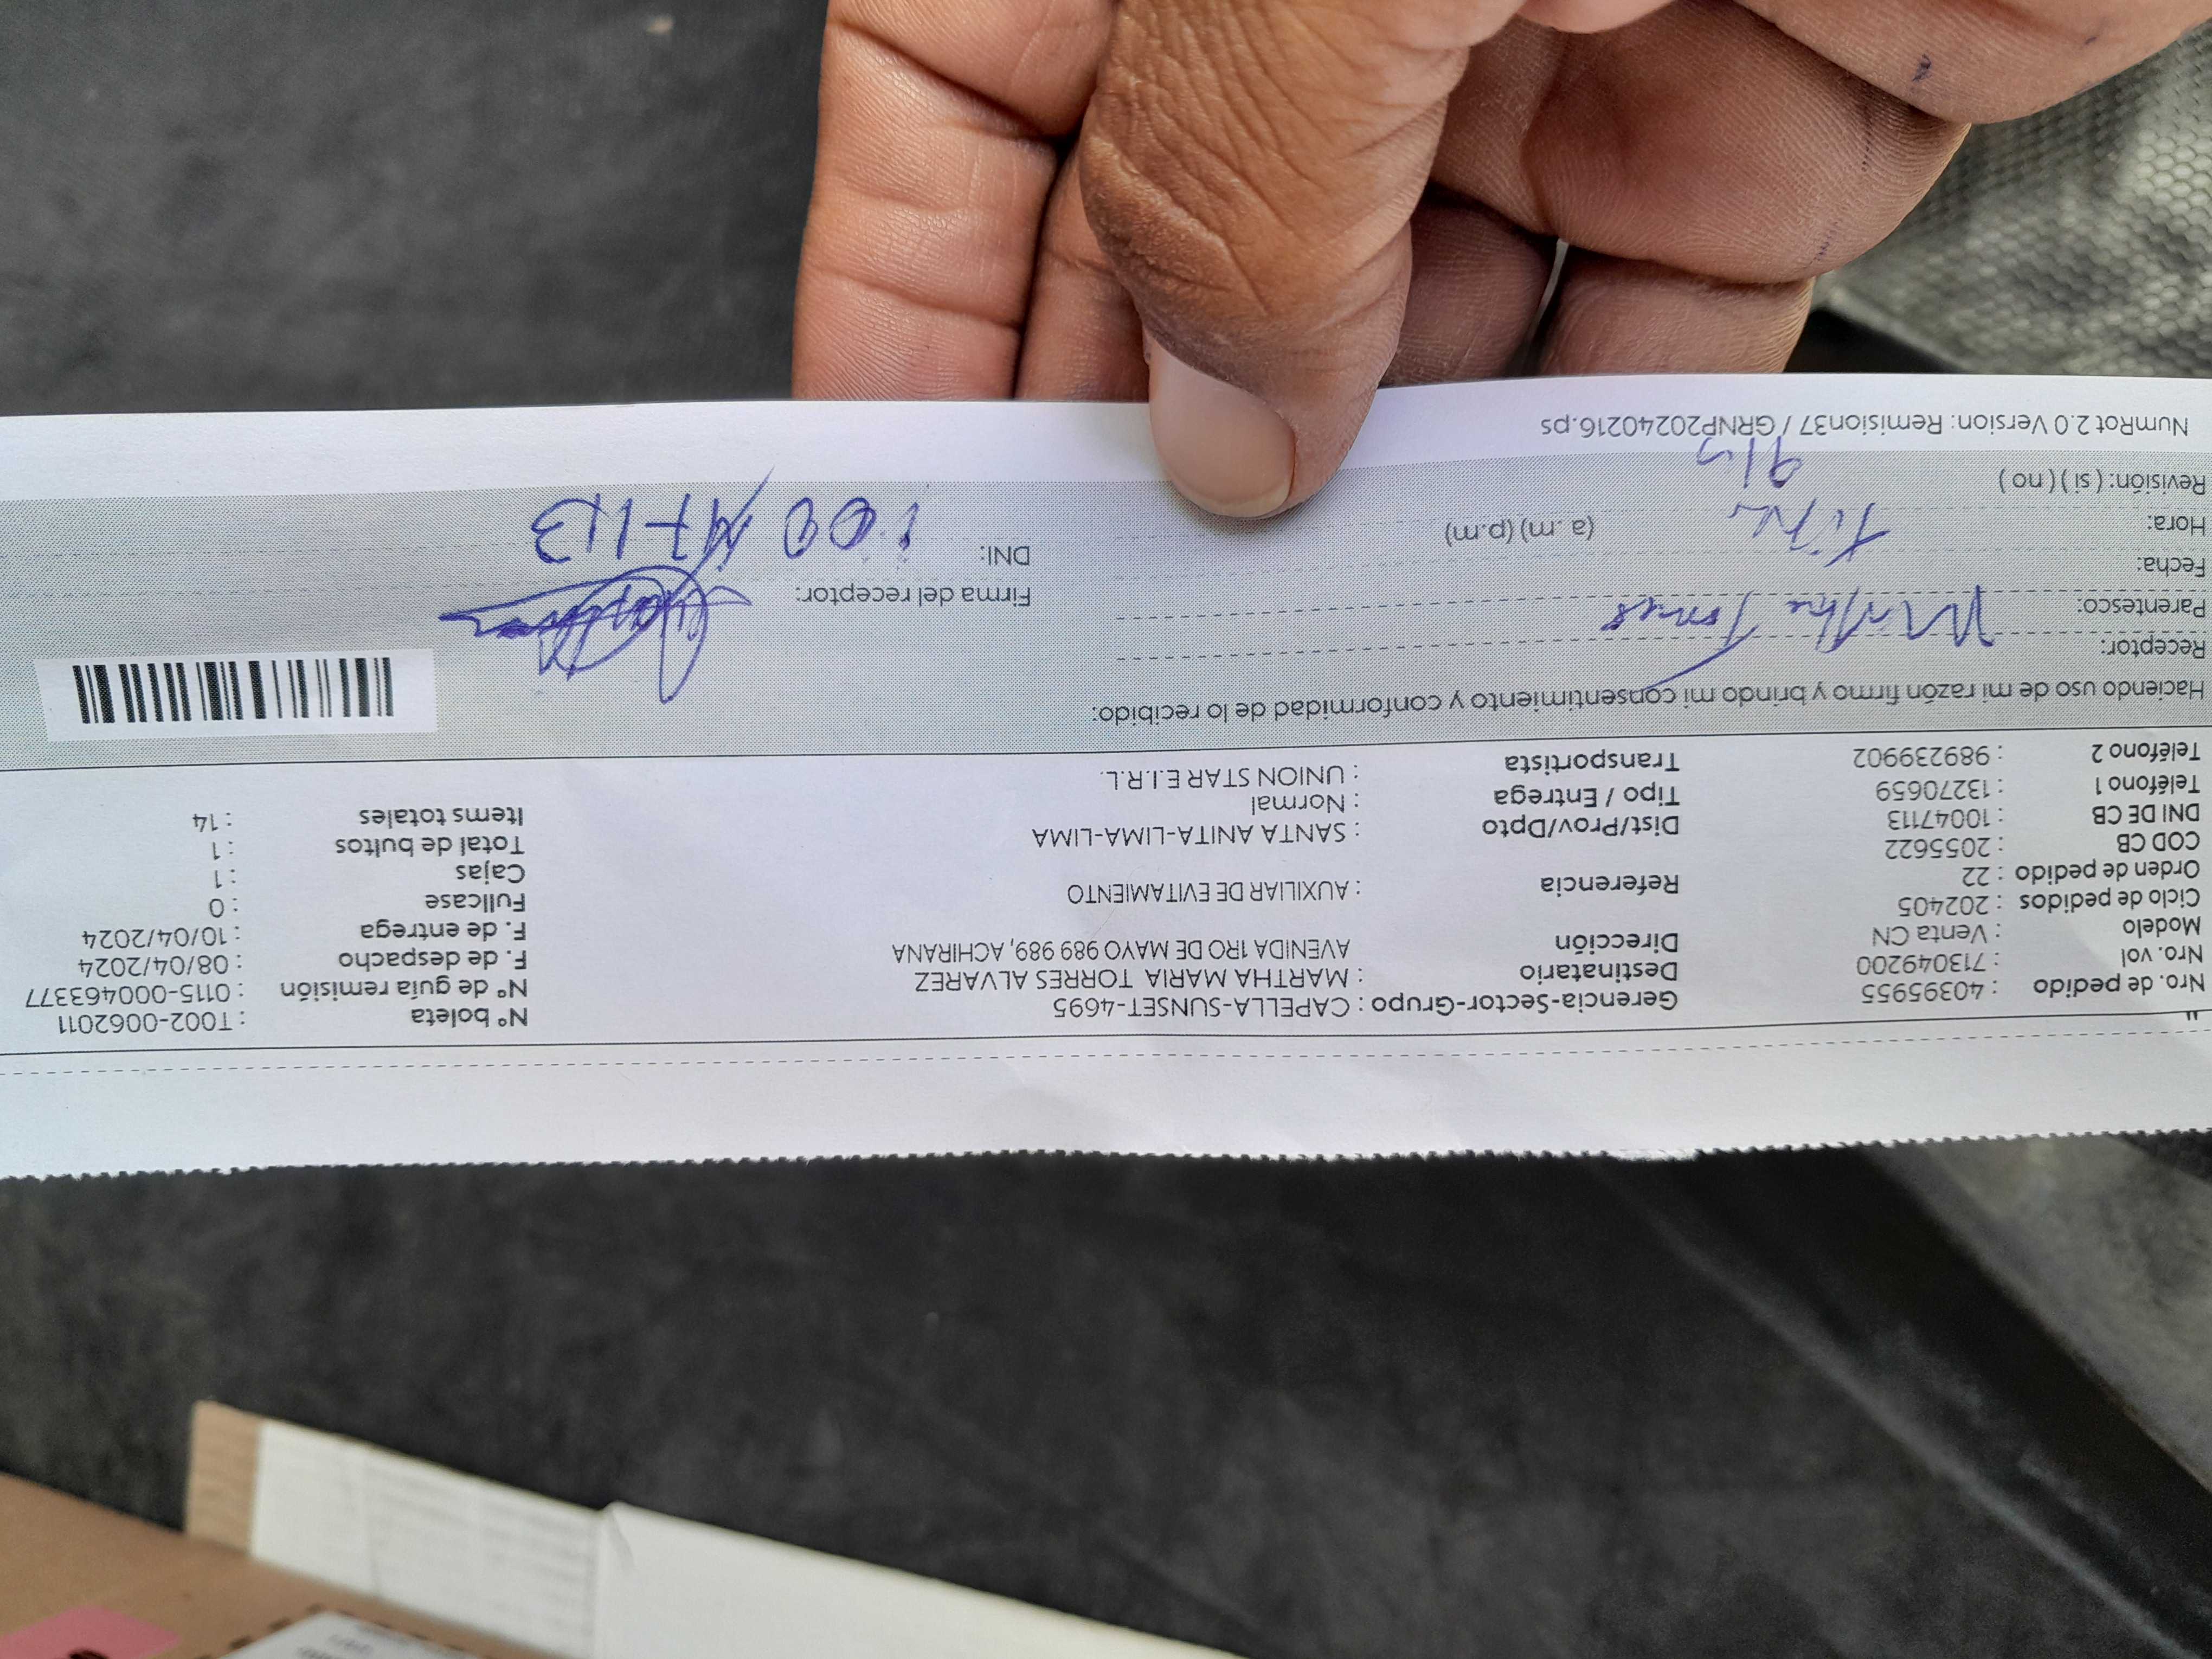 Nro. de pedido : 40395955 Gerencia-Sector-Grupo : CAPELLA-SUNSET-4695 N° boleta : T002-0062011
Nro. vol : 713049200 Destinatario : MARTHA MARIA TORRES ALVAREZ N° de guía remisión : 0115-000463377
Modelo : Venta CN Dirección AVENIDA 1RO DE MAYO 989 989, ACHIRANA F. de despacho : 08/04/2024
Ciclo de pedidos : 202405 F. de entrega : 10/04/2024
Orden de pedido : 22 Referencia : AUXILIAR DE EVITAMIENTO Fullcase : 0
COD CB : 2055622 Cajas : 1
DNI DE CB : 10047113 Dist/Prov/Dpto : SANTA ANITA-LIMA-LIMA Total de bultos : 1
Teléfono 1 : 13270659 Tipo / Entrega : Normal Items totales : 14
Teléfono 2 : 989239902 Transportista : UNION STAR E.I.R.L.
Haciendo uso de mi razón firmo y brindo mi consentimiento y conformidad de lo recibido:
Receptor: Martha Torres
Parentesco: Firma del receptor:
Fecha: Titular DNI: 10047113
Hora: (a. m) (p.m)
Revisión: ( si ) ( no )
NumRot 2.0 Version: Remision37 / GRNP20240216.ps